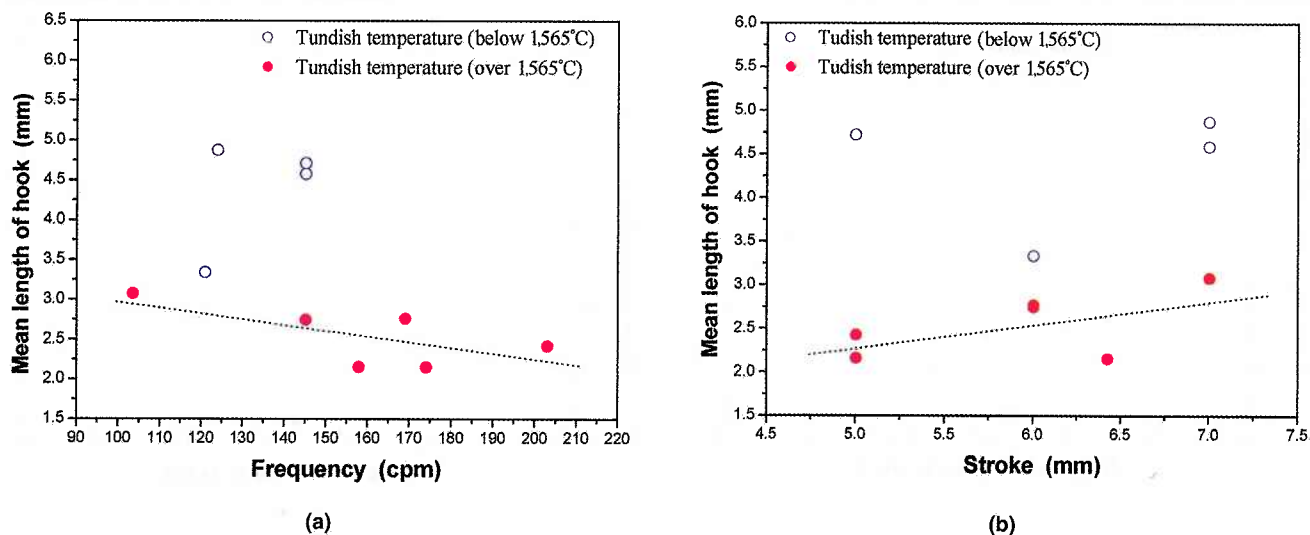 6.5
6.0
5.5
5.0
4.5
4.0
3.5
3.0
2.5
2.0
1.5
Mean length of hook (mm)
Tundish temperature (below 1,565°C)
Tundish temperature (over 1,565°C)
90 100 110 120 130 140 150 160 170 180 190 200 210 220
Frequency (cpm)
(a)
6.0
5.5
5.0
4.5
4.0
3.5
3.0
2.5
2.0
1.5
Mean length of hook (mm)
Tudish temperature (below 1,565°C)
Tudish temperature (over 1,565°C)
4.5 5.0 5.5 6.0 6.5 7.0 7.5
Stroke (mm)
(b)